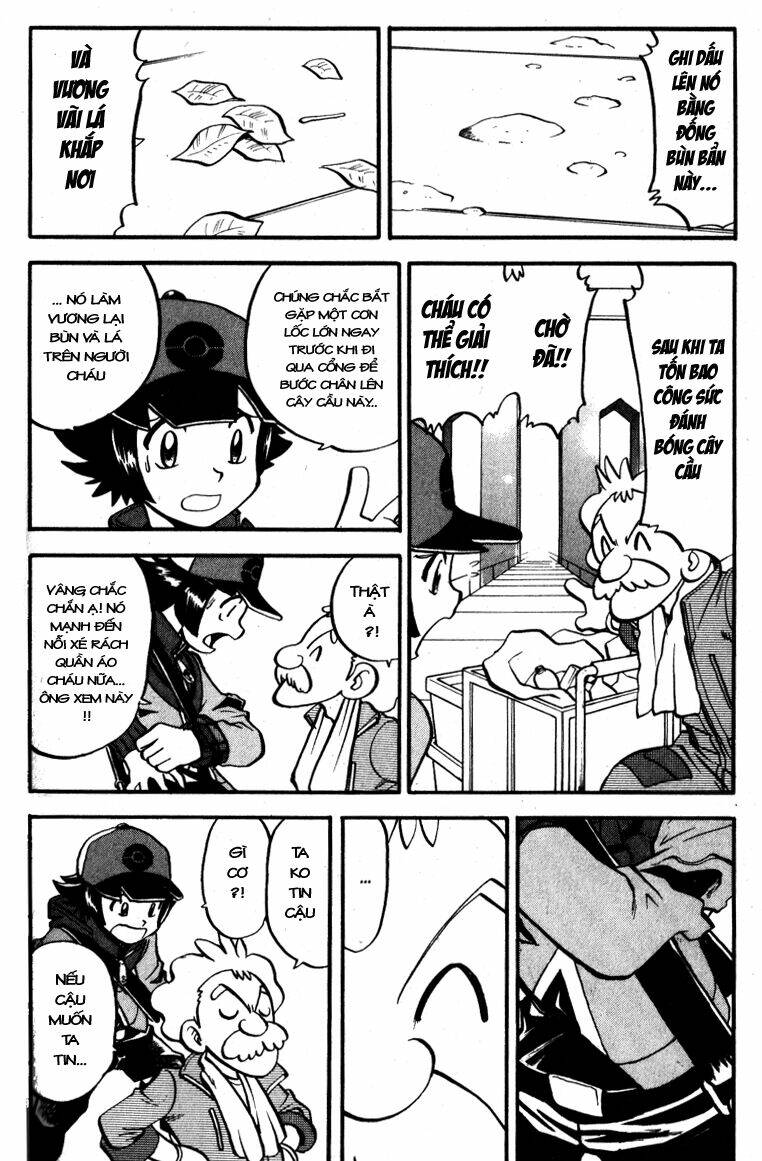 GHI DẤU
LÊN NÓ
BẰNG
ĐỐNG
BÙN BẨN
NÀY...
VÀ
VƯƠNG
VÃI LÁ
KHẮP
NƠI
SAU KHI TA
TỐN BAO
CÔNG SỨC
ĐÁNH
BÓNG CÂY
CẦU
CHỜ
ĐÃ!!
CHÁU CÓ
THỂ GIẢI
THÍCH!!
CHÚNG CHẮC BẮT
GẶP MỘT CƠN
LỐC LỚN NGAY
TRƯỚC KHI ĐI
QUA CỔNG ĐỂ
BƯỚC CHÂN LÊN
CÂY CẦU NÀY..
... NÓ LÀM
VƯƠNG LẠI
BÙN VÀ LÁ
TRÊN NGƯỜI
CHÁU
THẬT
À
?!
VÂNG CHẮC
CHẮN Ạ! NÓ
MẠNH ĐẾN
NỖI XÉ RÁCH
QUẦN ÁO
CHÁU NỮA...
ÔNG XEM NÀY
!!
...
TA
KO
TIN CẬU
GÌ
CƠ
?!
NẾU
CẬU
MUỐN
TA
TIN...